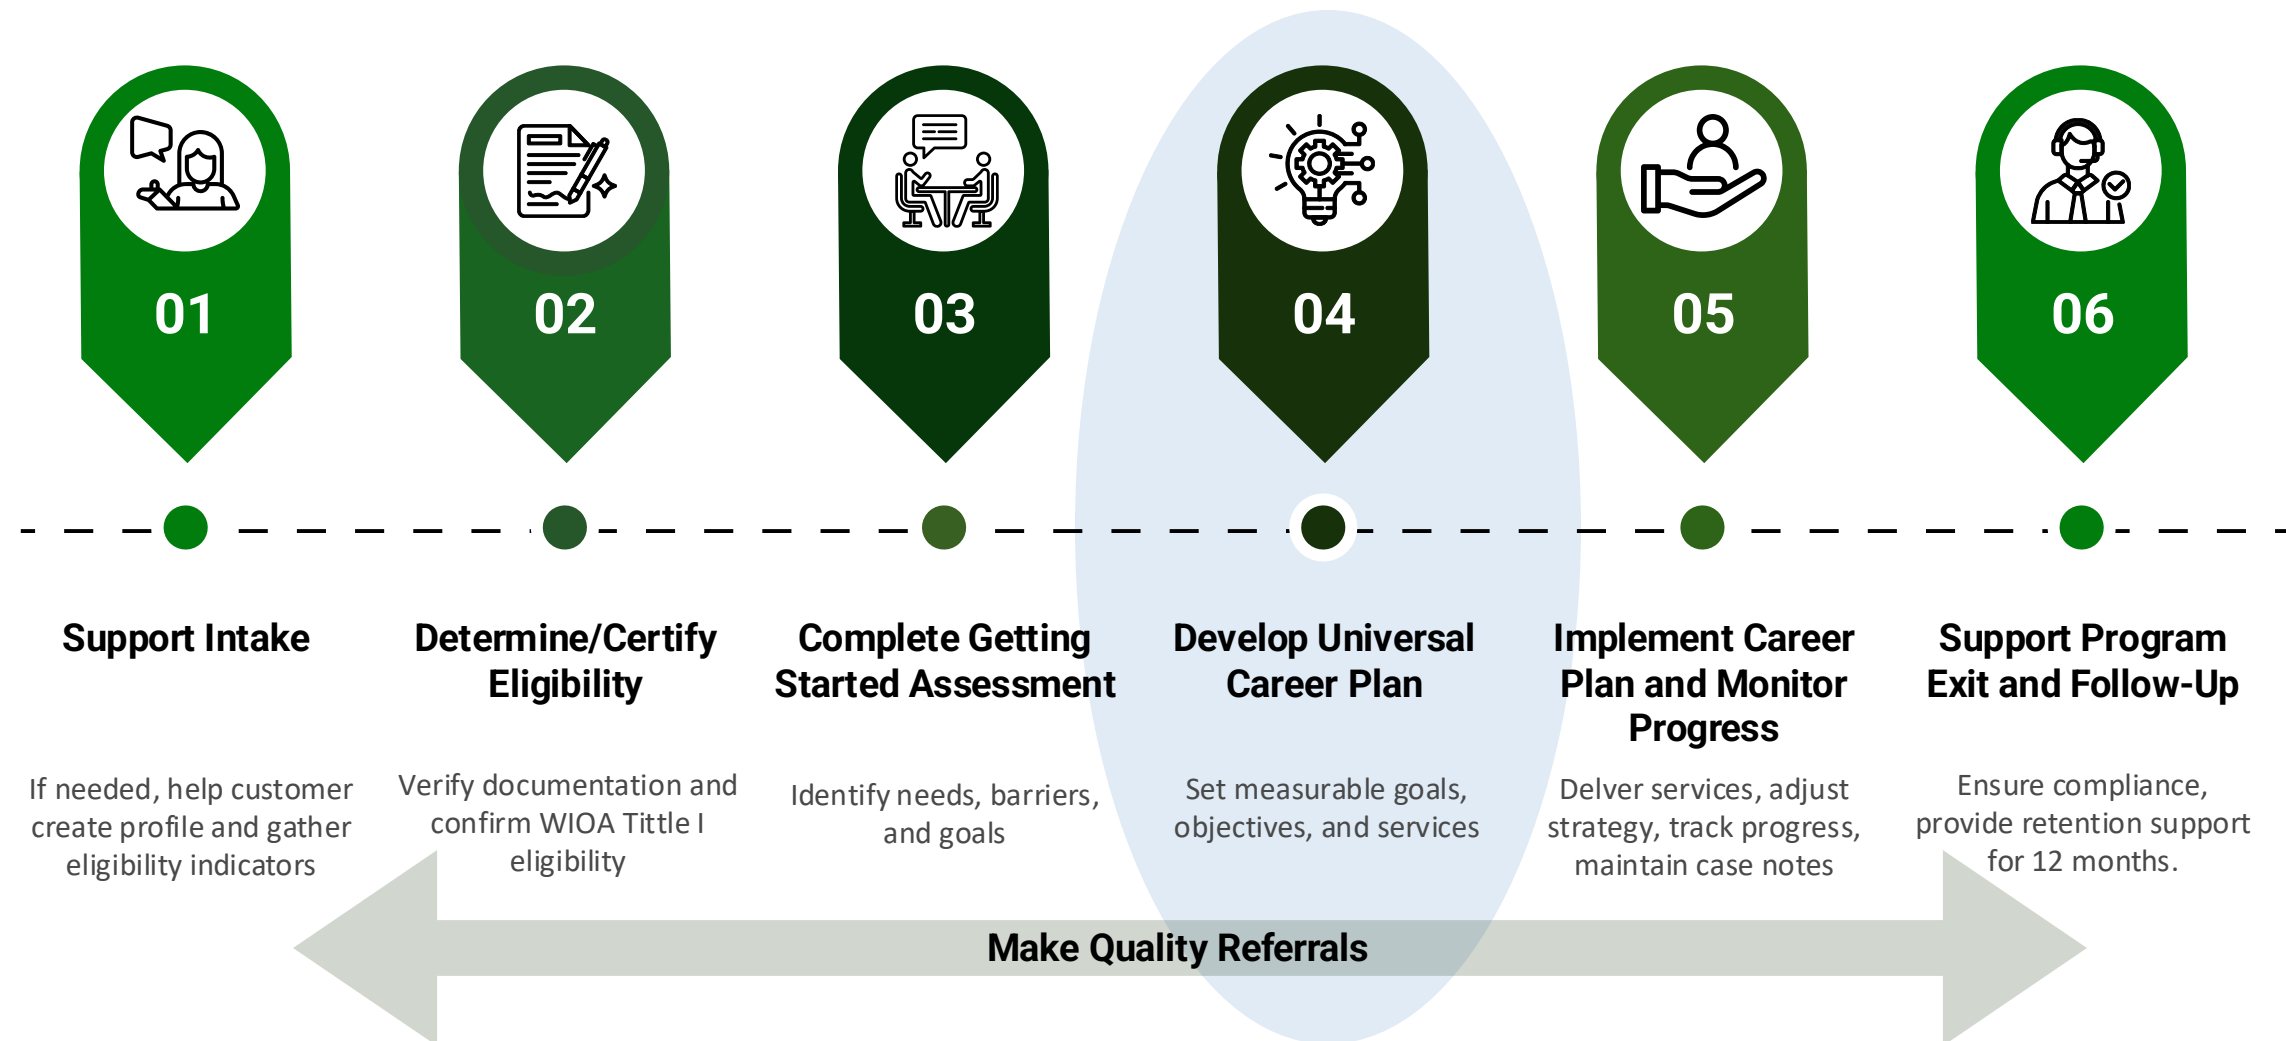 01
02
03
04
05
06
Support Intake
If needed, help customer
create profile and gather
eligibility indicators
Determine/Certify
Eligibility
Verify documentation and
confirm WIOA Tittle I
eligibility
Complete Getting
Started Assessment
Identify needs, barriers,
and goals
Develop Universal
Career Plan
Set measurable goals,
objectives, and services
Implement Career
Plan and Monitor
Progress
Delver services, adjust
strategy, track progress,
maintain case notes
Support Program
Exit and Follow-Up
Ensure compliance,
provide retention support
for 12 months.
Make Quality Referrals